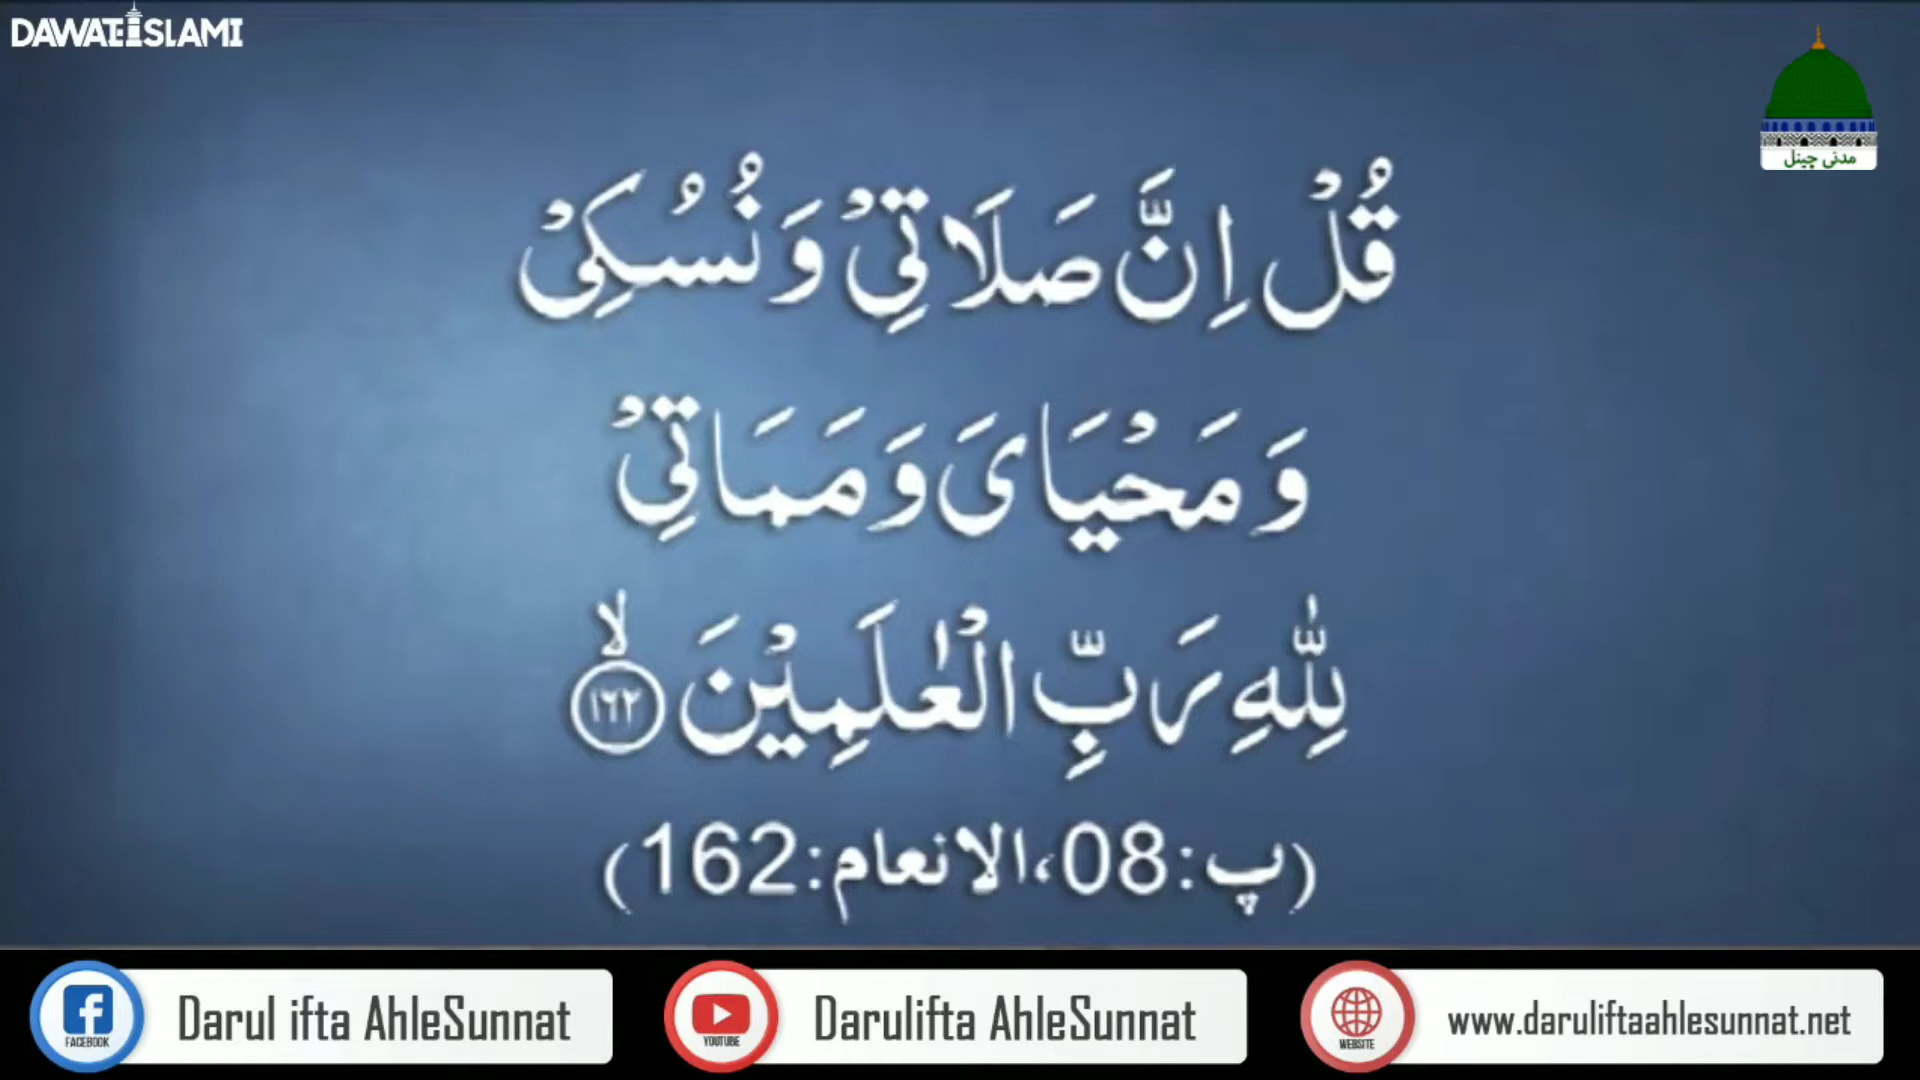 DAWATEISLAMI
مدنی چینل
قُلْ اِنَّ صَلَاتِیْ وَ نُسُكِیْ
وَ مَحْیَایَ وَ مَمَاتِیْ
لِلّٰهِ رَبِّ الْعٰلَمِیْنَۙ ﴿۱۶۲﴾
(پ:08،الانعام:162)
Darul ifta AhleSunnat
FACEBOOK
Darulifta AhleSunnat
YOUTUBE
www.daruliftaahlesunnat.net
WEBSITE